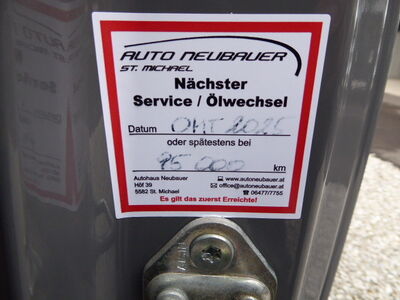 AUTO NEUBAUER
ST. MICHAEL
Nächster
Service / Ölwechsel
Datum OKT 2025
oder spätestens bei
95 000 km
Autohaus Neubauer
Höf 39
5582 St. Michael
www.autoneubauer.at
office@autoneubauer.at
06477/7755
Es gilt das zuerst Erreichte!